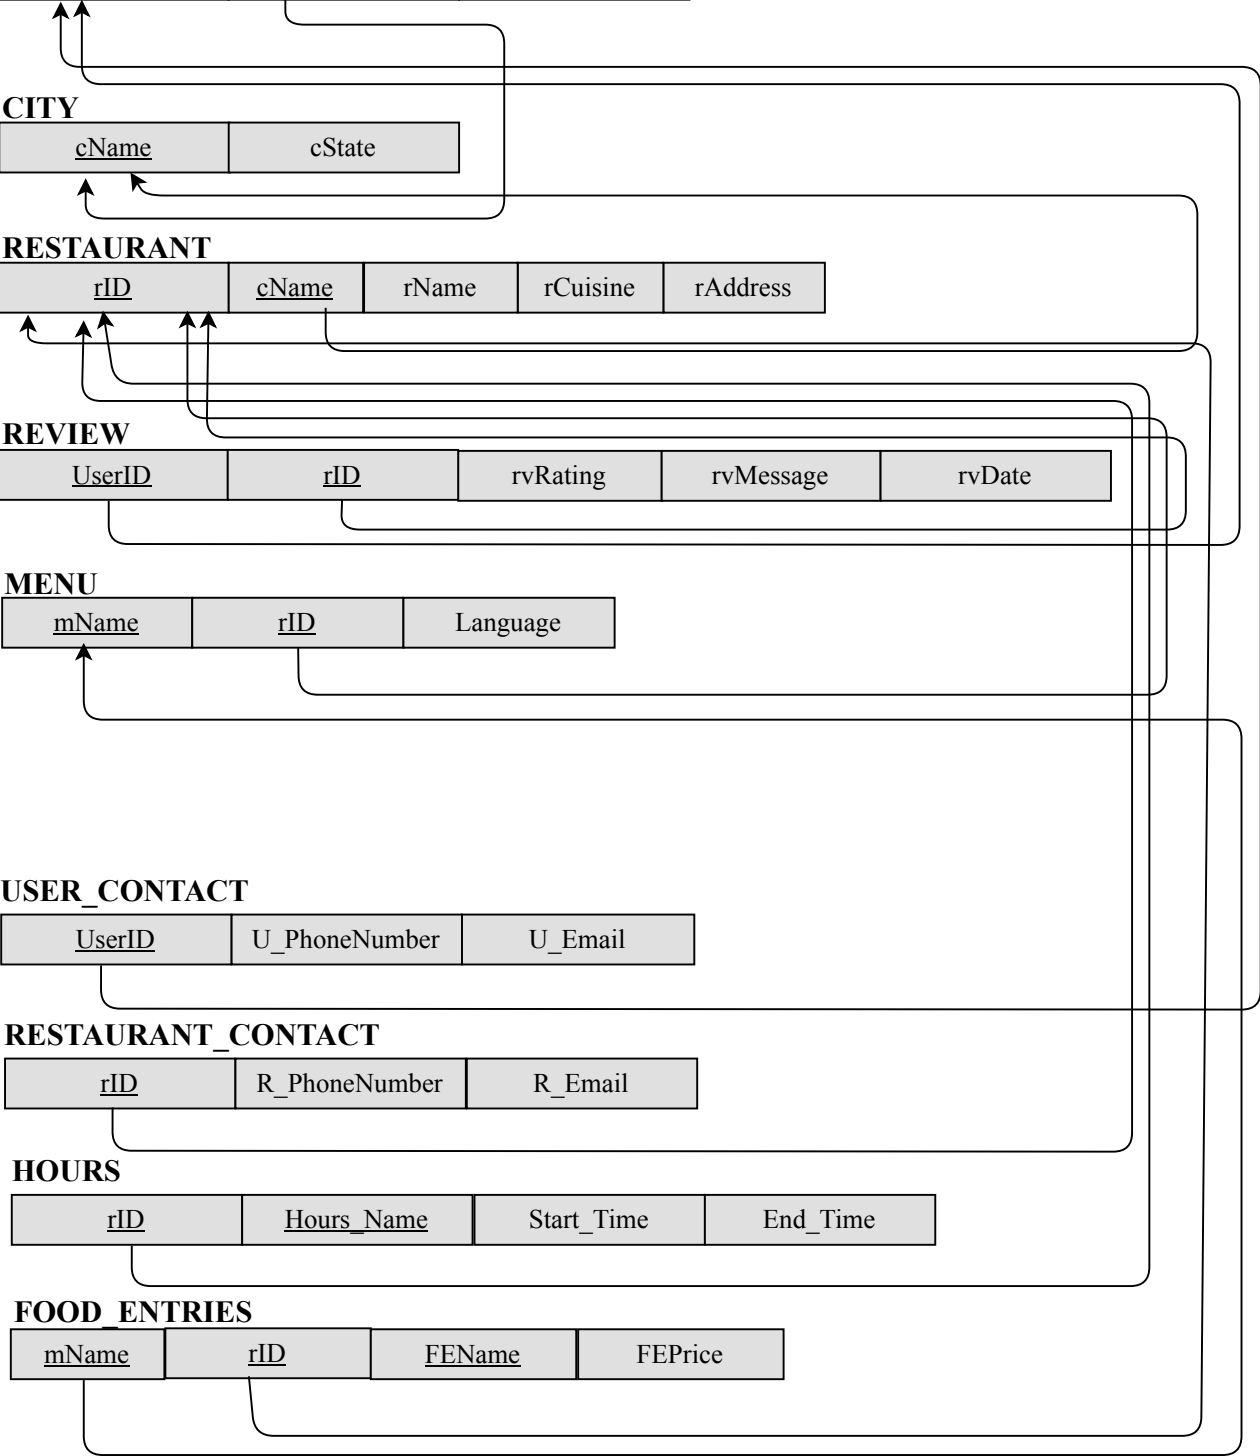 CITY
cName cState
RESTAURANT
rID cName rName rCuisine rAddress
REVIEW
UserID rID rvRating rvMessage rvDate
MENU
mName rID Language
USER_CONTACT
UserID U_PhoneNumber U_Email
RESTAURANT_CONTACT
rID R_PhoneNumber R_Email
HOURS
rID Hours_Name Start_Time End_Time
FOOD_ENTRIES
mName rID FEName FEPrice